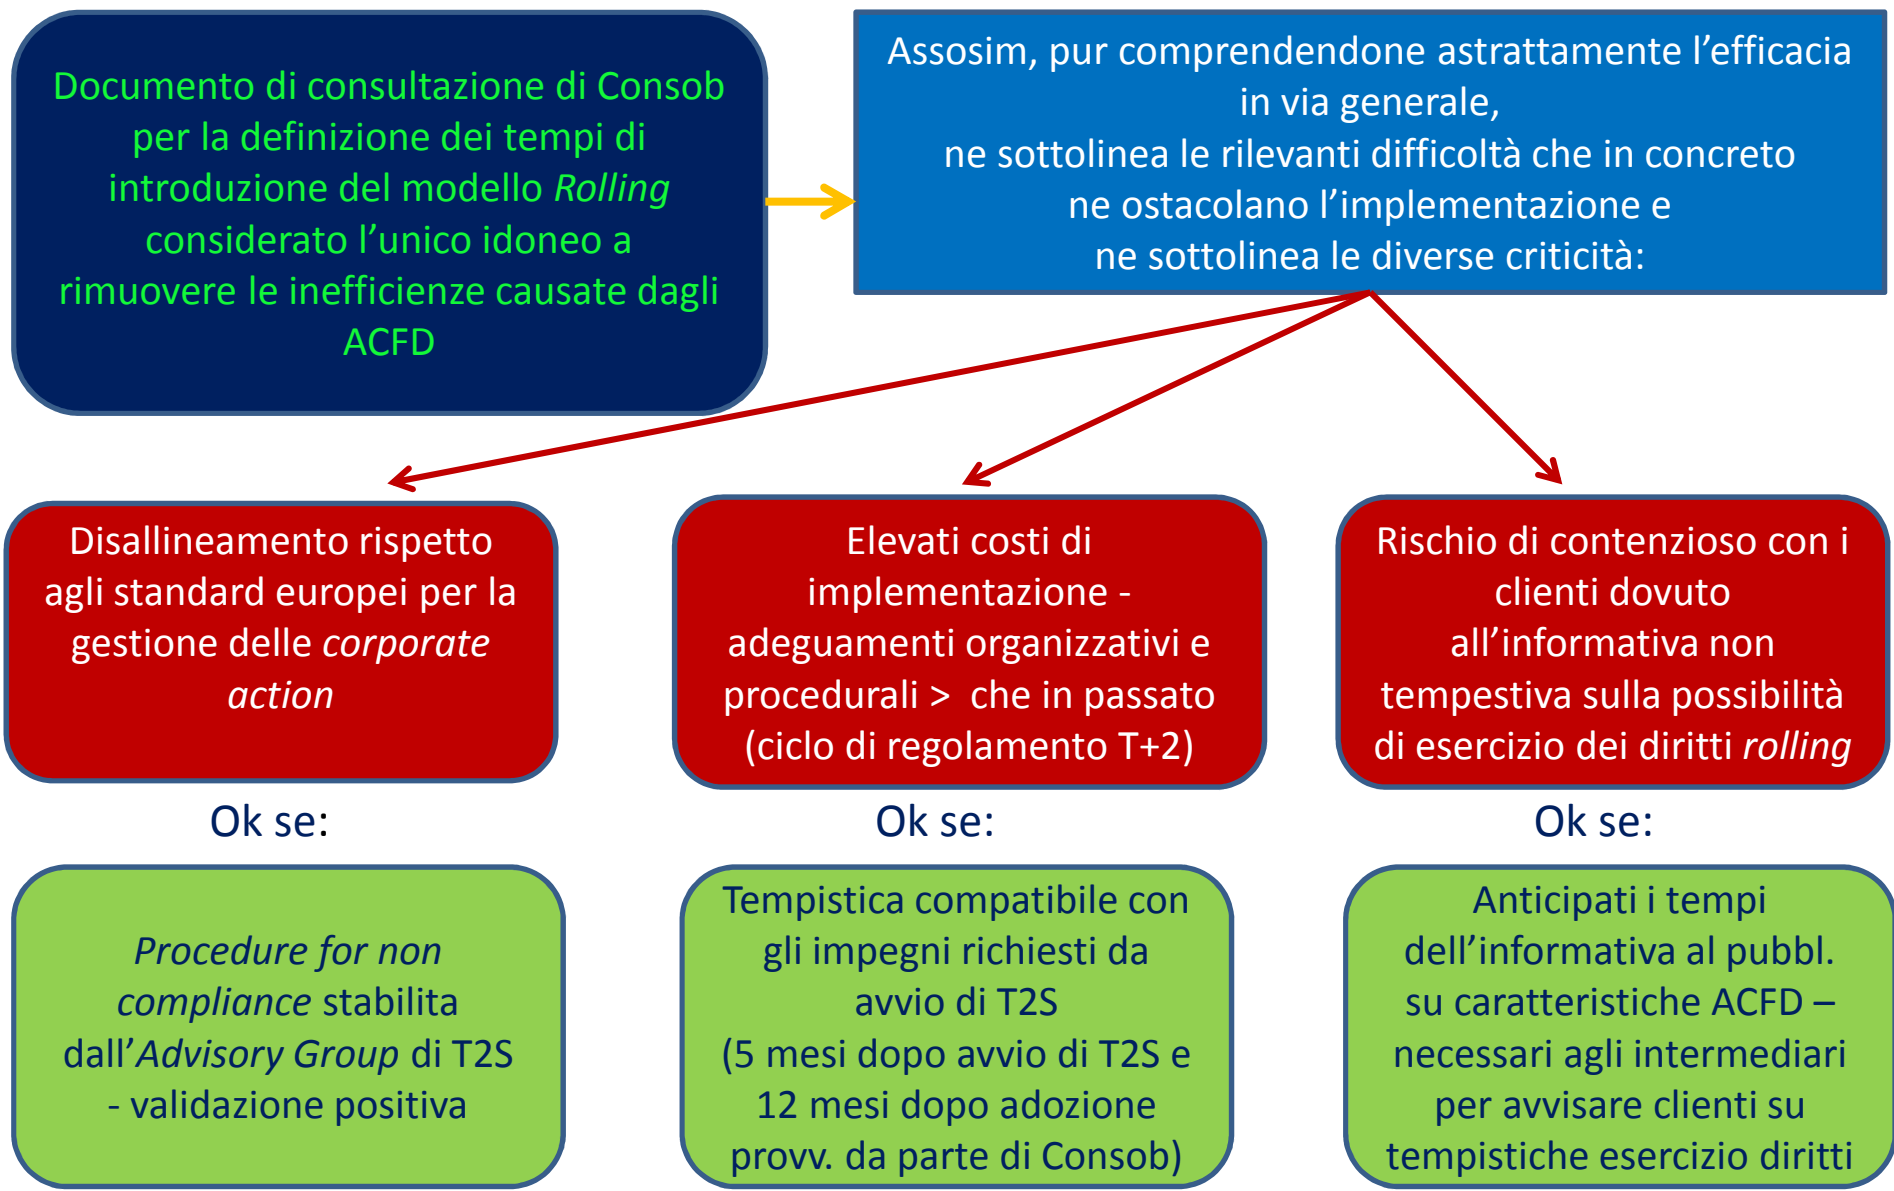 Documento di consultazione di Consob
per la definizione dei tempi di
introduzione del modello Rolling
considerato l’unico idoneo a
rimuovere le inefficienze causate dagli
ACFD
Assosim, pur comprendendone astrattamente l’efficacia
in via generale,
ne sottolinea le rilevanti difficoltà che in concreto
ne ostacolano l’implementazione e
ne sottolinea le diverse criticità:
Disallineamento rispetto
agli standard europei per la
gestione delle corporate
action
Elevati costi di
implementazione -
adeguamenti organizzativi e
procedurali > che in passato
(ciclo di regolamento T+2)
Rischio di contenzioso con i
clienti dovuto
all’informativa non
tempestiva sulla possibilità
di esercizio dei diritti rolling
Ok se:
Ok se:
Ok se:
Procedure for non
compliance stabilita
dall’Advisory Group di T2S
- validazione positiva
Tempistica compatibile con
gli impegni richiesti da
avvio di T2S
(5 mesi dopo avvio di T2S e
12 mesi dopo adozione
provv. da parte di Consob)
Anticipati i tempi
dell’informativa al pubbl.
su caratteristiche ACFD –
necessari agli intermediari
per avvisare clienti su
tempistiche esercizio diritti